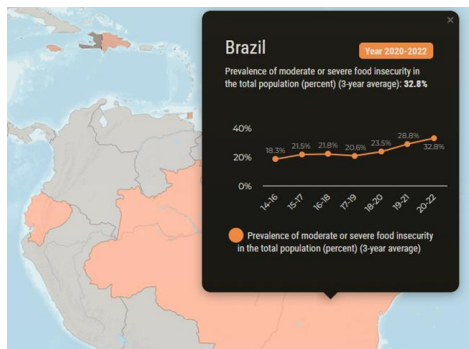 ×
Brazil
Year 2020-2022
Prevalence of moderate or severe food insecurity in
the total population (percent) (3-year average): 32.8%
40%
20%
0%
18.3% 21.5% 21.8% 20.6% 23.5% 28.8% 32.8%
14-16 15-17 16-18 17-19 18-20 19-21 20-22
Prevalence of moderate or severe food insecurity
in the total population (percent) (3-year average)